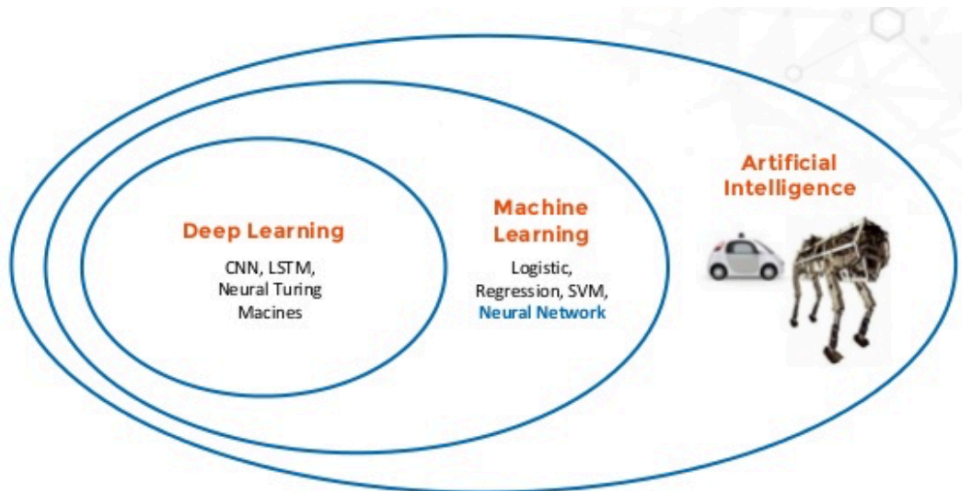 Deep Learning
CNN, LSTM,
Neural Turing
Macines
Machine
Learning
Logistic,
Regression, SVM,
Neural Network
Artificial
Intelligence